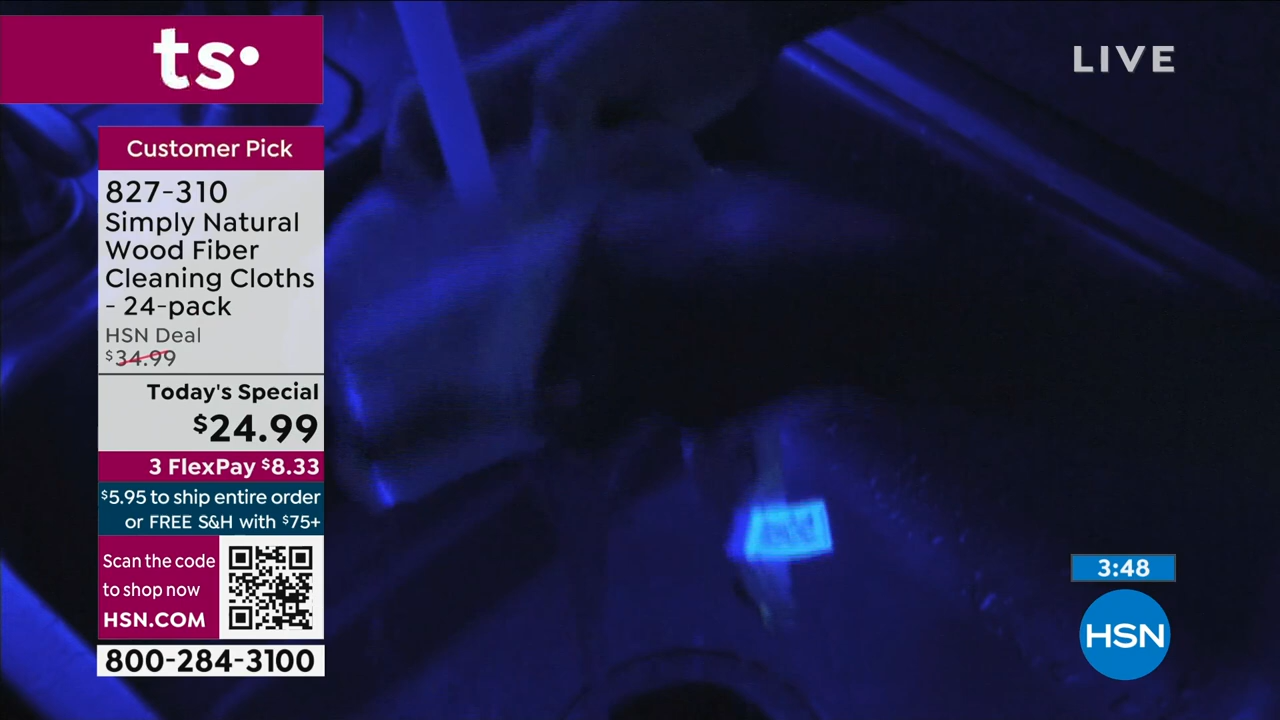 ts.
LIVE
Customer Pick
827-310
Simply Natural
Wood Fiber
Cleaning Cloths
- 24-pack
HSN Deal
$34.99
Today's Special
$24.99
3 FlexPay $8.33
$5.95 to ship entire order
or FREE S&H with $75+
Scan the code
to shop now
HSN.COM
800-284-3100
3:48
HSN